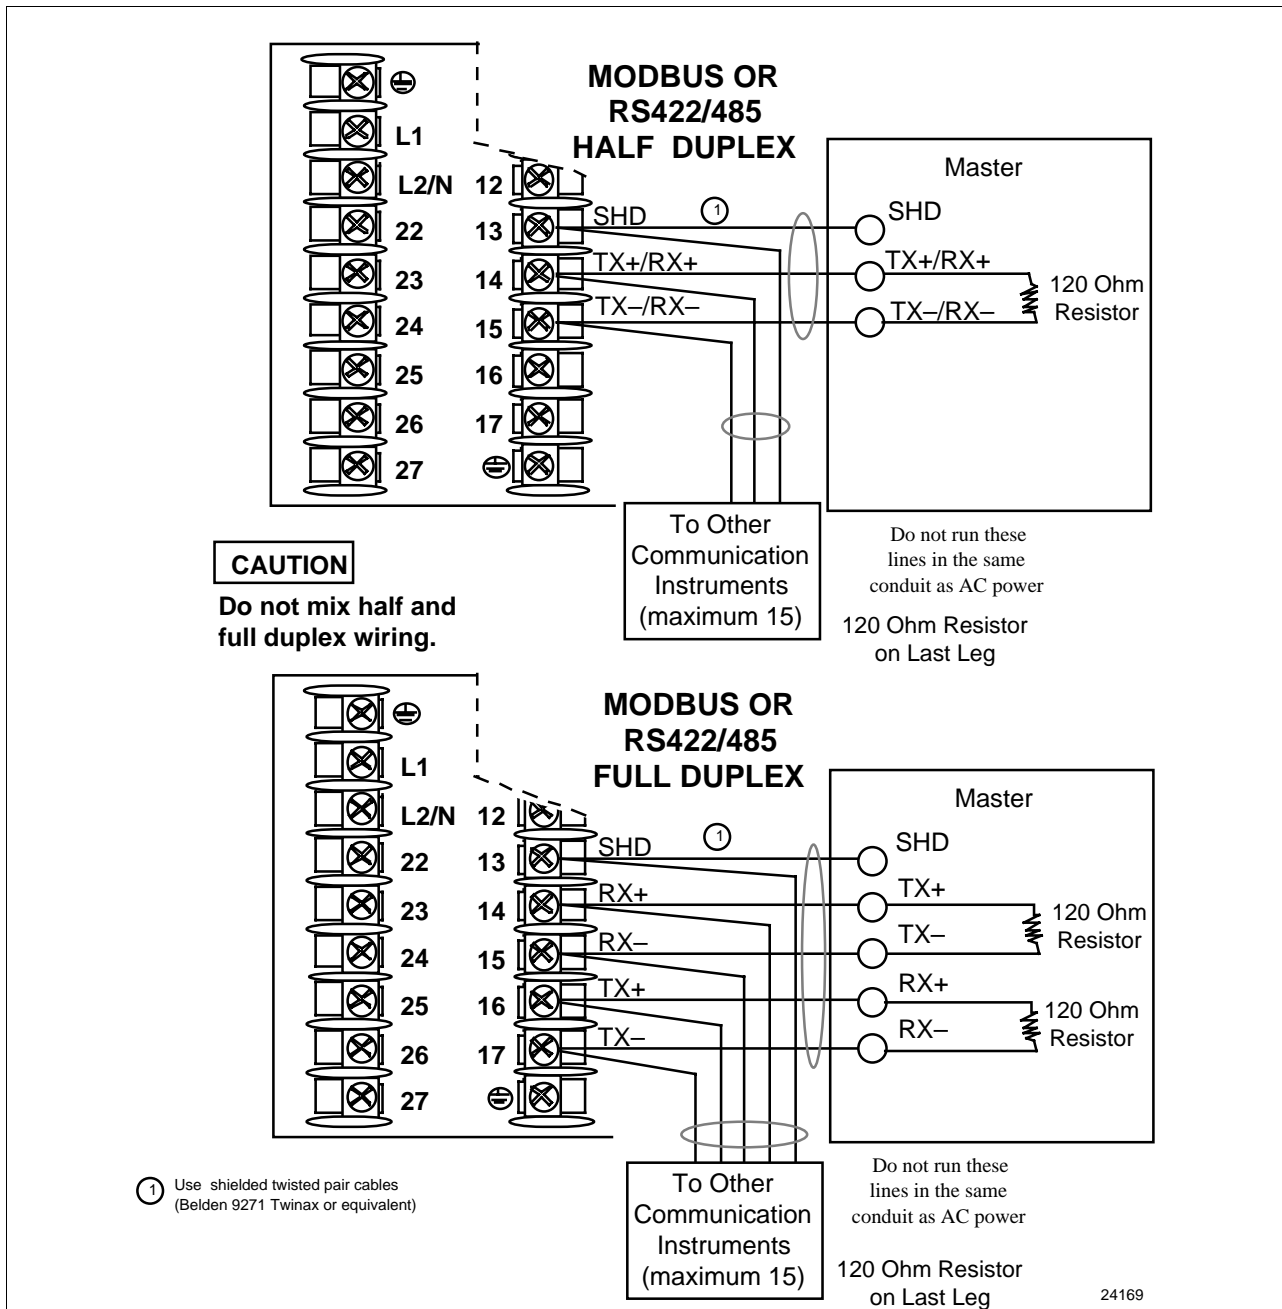 MODBUS OR
RS422/485
HALF DUPLEX
L1
L2/N
22
23
24
25
26
27
12
13
14
15
16
17
SHD
1
TX+/RX+
TX–/RX–
Master
SHD
TX+/RX+
TX–/RX–
120 Ohm
Resistor
To Other
Communication
Instruments
(maximum 15)
Do not run these
lines in the same
conduit as AC power
120 Ohm Resistor
on Last Leg
CAUTION
Do not mix half and
full duplex wiring.
MODBUS OR
RS422/485
FULL DUPLEX
L1
L2/N
22
23
24
25
26
27
12
13
14
15
16
17
SHD
1
RX+
RX–
TX+
TX–
Master
SHD
TX+
TX–
RX+
RX–
120 Ohm
Resistor
120 Ohm
Resistor
To Other
Communication
Instruments
(maximum 15)
Do not run these
lines in the same
conduit as AC power
120 Ohm Resistor
on Last Leg
1 Use shielded twisted pair cables
(Belden 9271 Twinax or equivalent)
24169